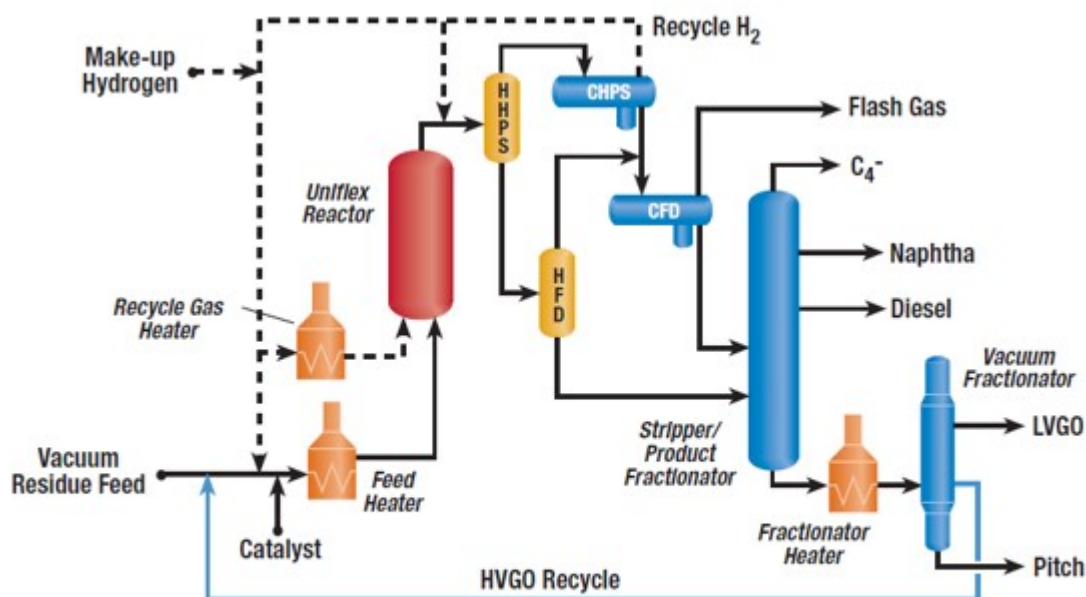 Recycle H₂
Make-up
Hydrogen
HHPS
CHPS
Flash Gas
C₄⁻
Uniflex
Reactor
CFD
Naphtha
HFD
Diesel
Recycle Gas
Heater
Vacuum
Fractionator
LVGO
Stripper/
Product
Fractionator
Vacuum
Residue Feed
Feed
Heater
Fractionator
Heater
Catalyst
Pitch
HVGO Recycle